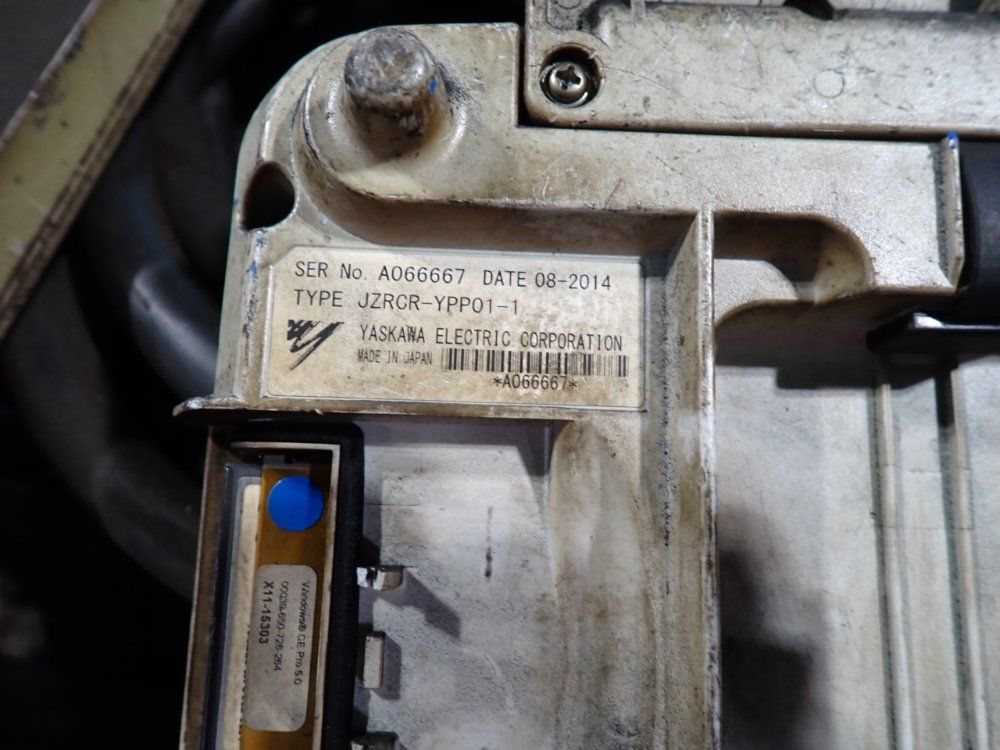 SER No. A066667 DATE 08-2014
TYPE JZRCR-YPP01-1
YASKAWA ELECTRIC CORPORATION
MADE IN JAPAN
*A066667*
Windows® CE Pro 5.0
X11-15303